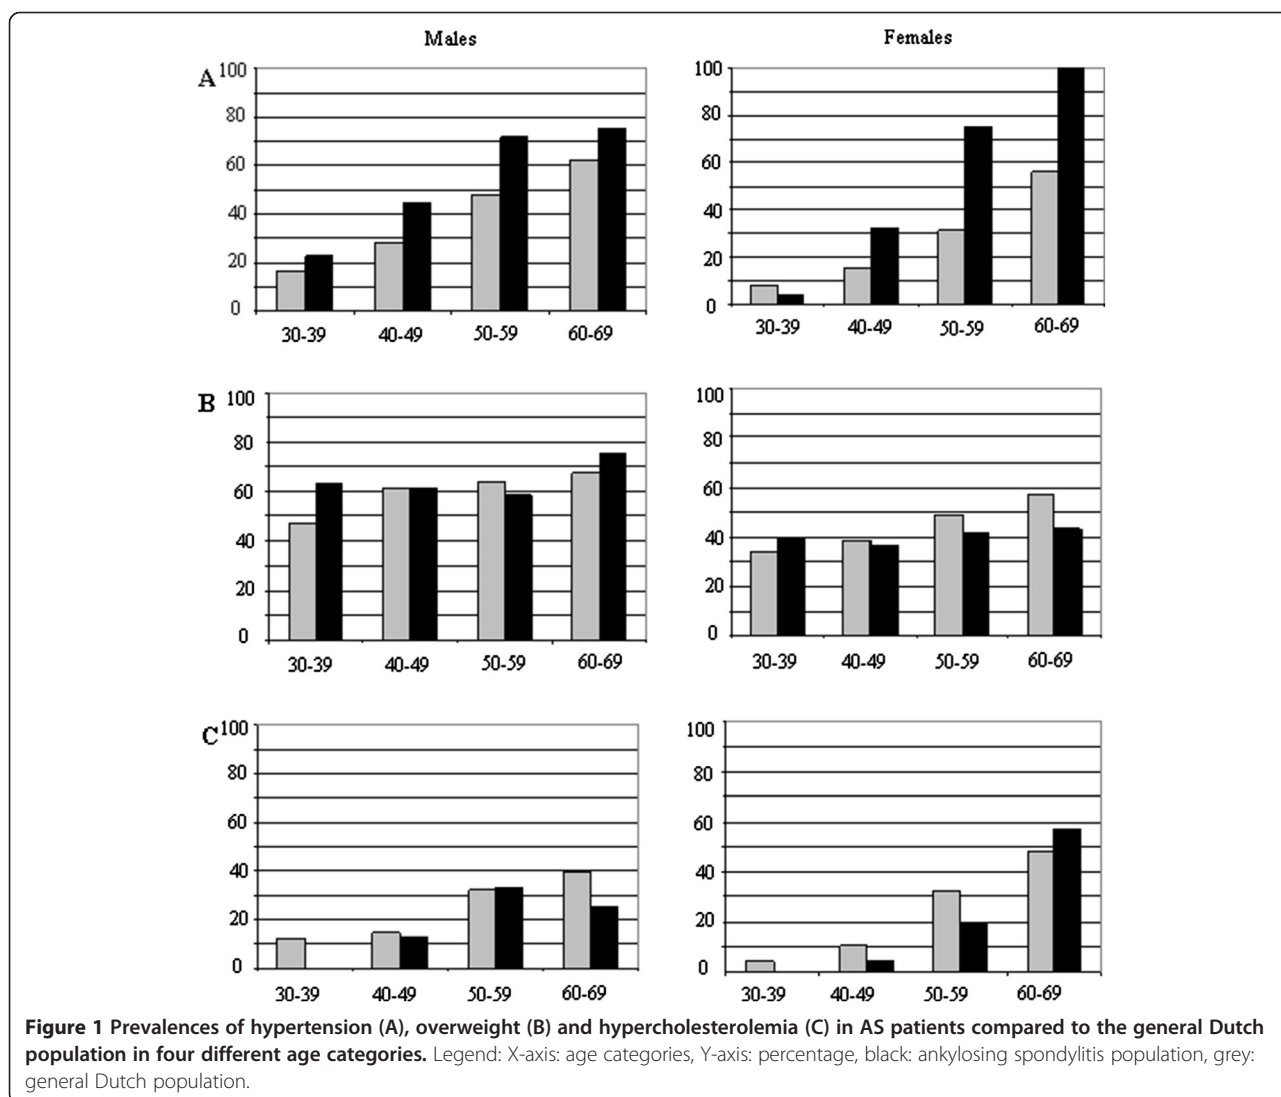 Males Females
A
100
80
60
40
20
0
30-39 40-49 50-59 60-69
100
80
60
40
20
0
30-39 40-49 50-59 60-69
B
100
80
60
40
20
0
30-39 40-49 50-59 60-69
100
80
60
40
20
0
30-39 40-49 50-59 60-69
C
100
80
60
40
20
0
30-39 40-49 50-59 60-69
100
80
60
40
20
0
30-39 40-49 50-59 60-69
Figure 1 Prevalences of hypertension (A), overweight (B) and hypercholesterolemia (C) in AS patients compared to the general Dutch
population in four different age categories. Legend: X-axis: age categories, Y-axis: percentage, black: ankylosing spondylitis population, grey:
general Dutch population.